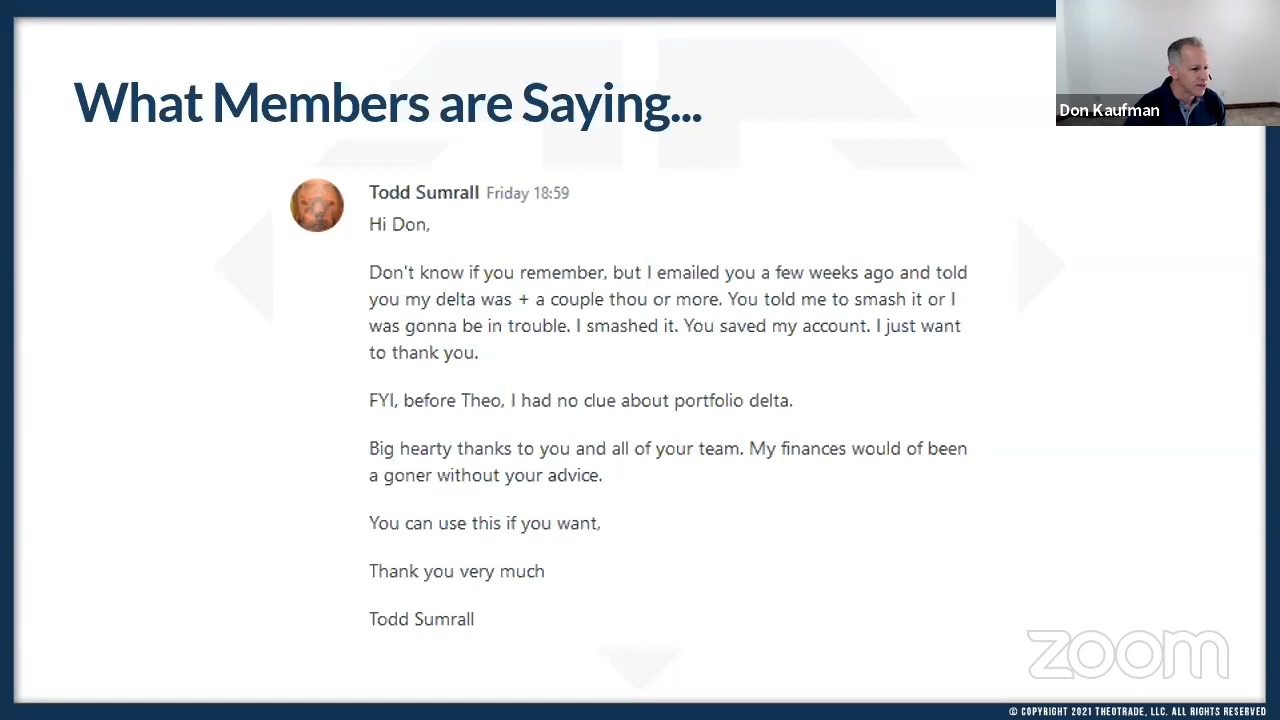 Don Kaufman
What Members are Saying...
Todd Sumrall Friday 18:59
Hi Don,
Don't know if you remember, but I emailed you a few weeks ago and told
you my delta was + a couple thou or more. You told me to smash it or I
was gonna be in trouble. I smashed it. You saved my account. I just want
to thank you.
FYI, before Theo, I had no clue about portfolio delta.
Big hearty thanks to you and all of your team. My finances would of been
a goner without your advice.
You can use this if you want,
Thank you very much
Todd Sumrall
zoom
© COPYRIGHT 2021 THEOTRADE, LLC. ALL RIGHTS RESERVED